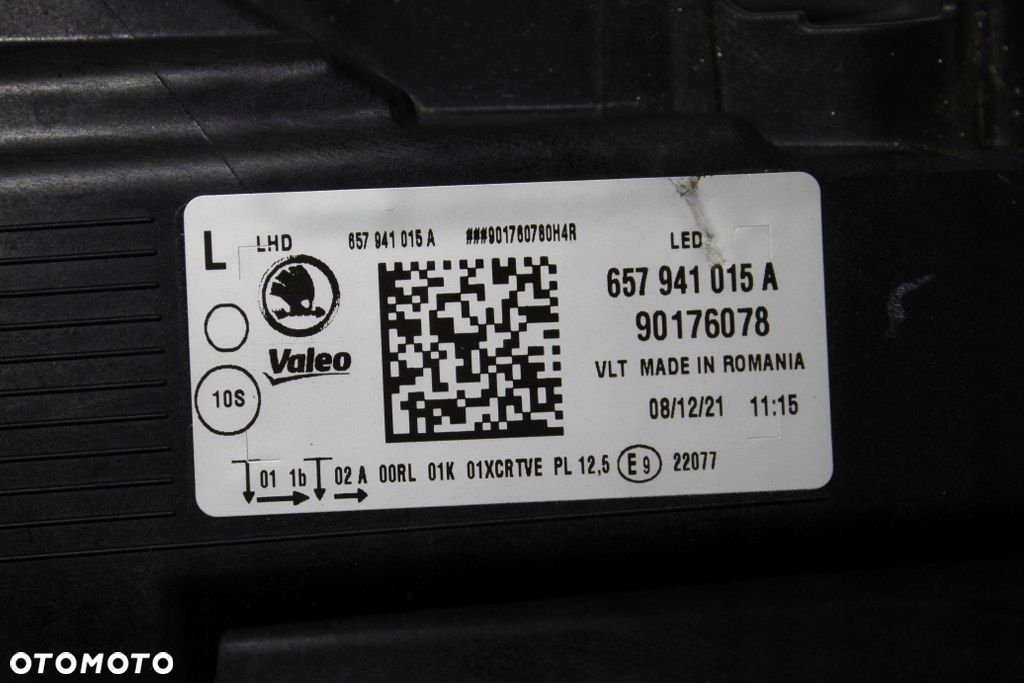 L LHD 657 941 015 A ###901760780H4R LED
657 941 015 A
90176078
Valeo
VLT MADE IN ROMANIA
10S
08/12/21 11:15
01 1b 02 A 00RL 01K 01XCRTVE PL 12,5 E9 22077
OTOMOTO